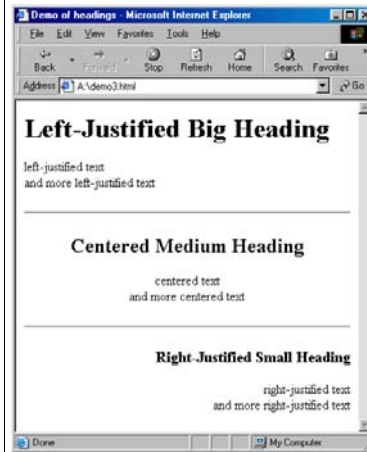 Demo of headings - Microsoft Internet Explorer
File Edit View Favorites Tools Help
Back Forward Stop Refresh Home Search Favorites
Address A:\demo3.html Go
Left-Justified Big Heading
left-justified text
and more left-justified text
Centered Medium Heading
centered text
and more centered text
Right-Justified Small Heading
right-justified text
and more right-justified text
Done My Computer